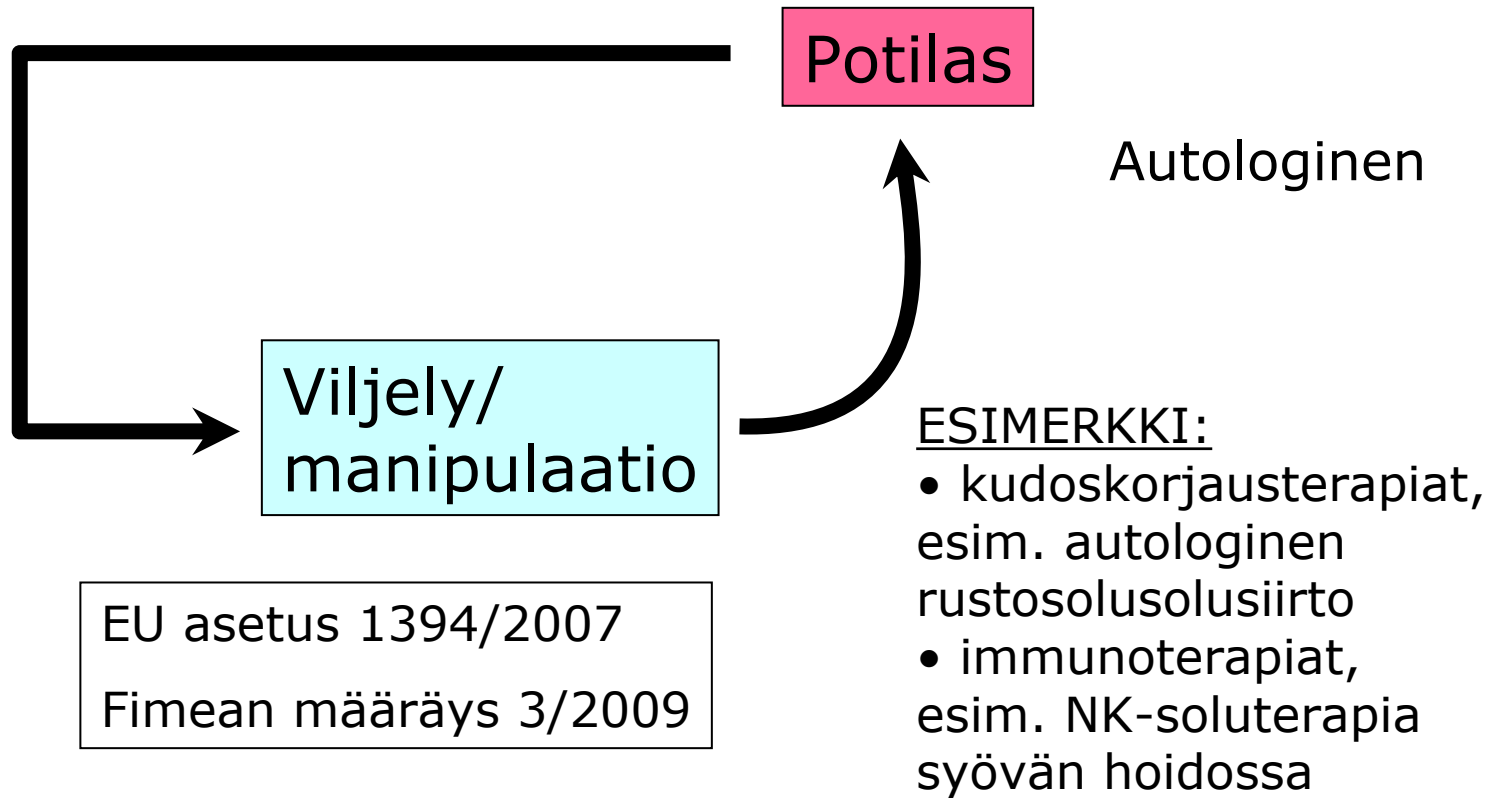 Potilas
Autologinen
Viljely/
manipulaatio
EU asetus 1394/2007
Fimean määräys 3/2009
ESIMERKKI:
• kudoskorjausterapiat,
esim. autologinen
rustosolusolusiirto
• immunoterapiat,
esim. NK-soluterapia
syövän hoidossa